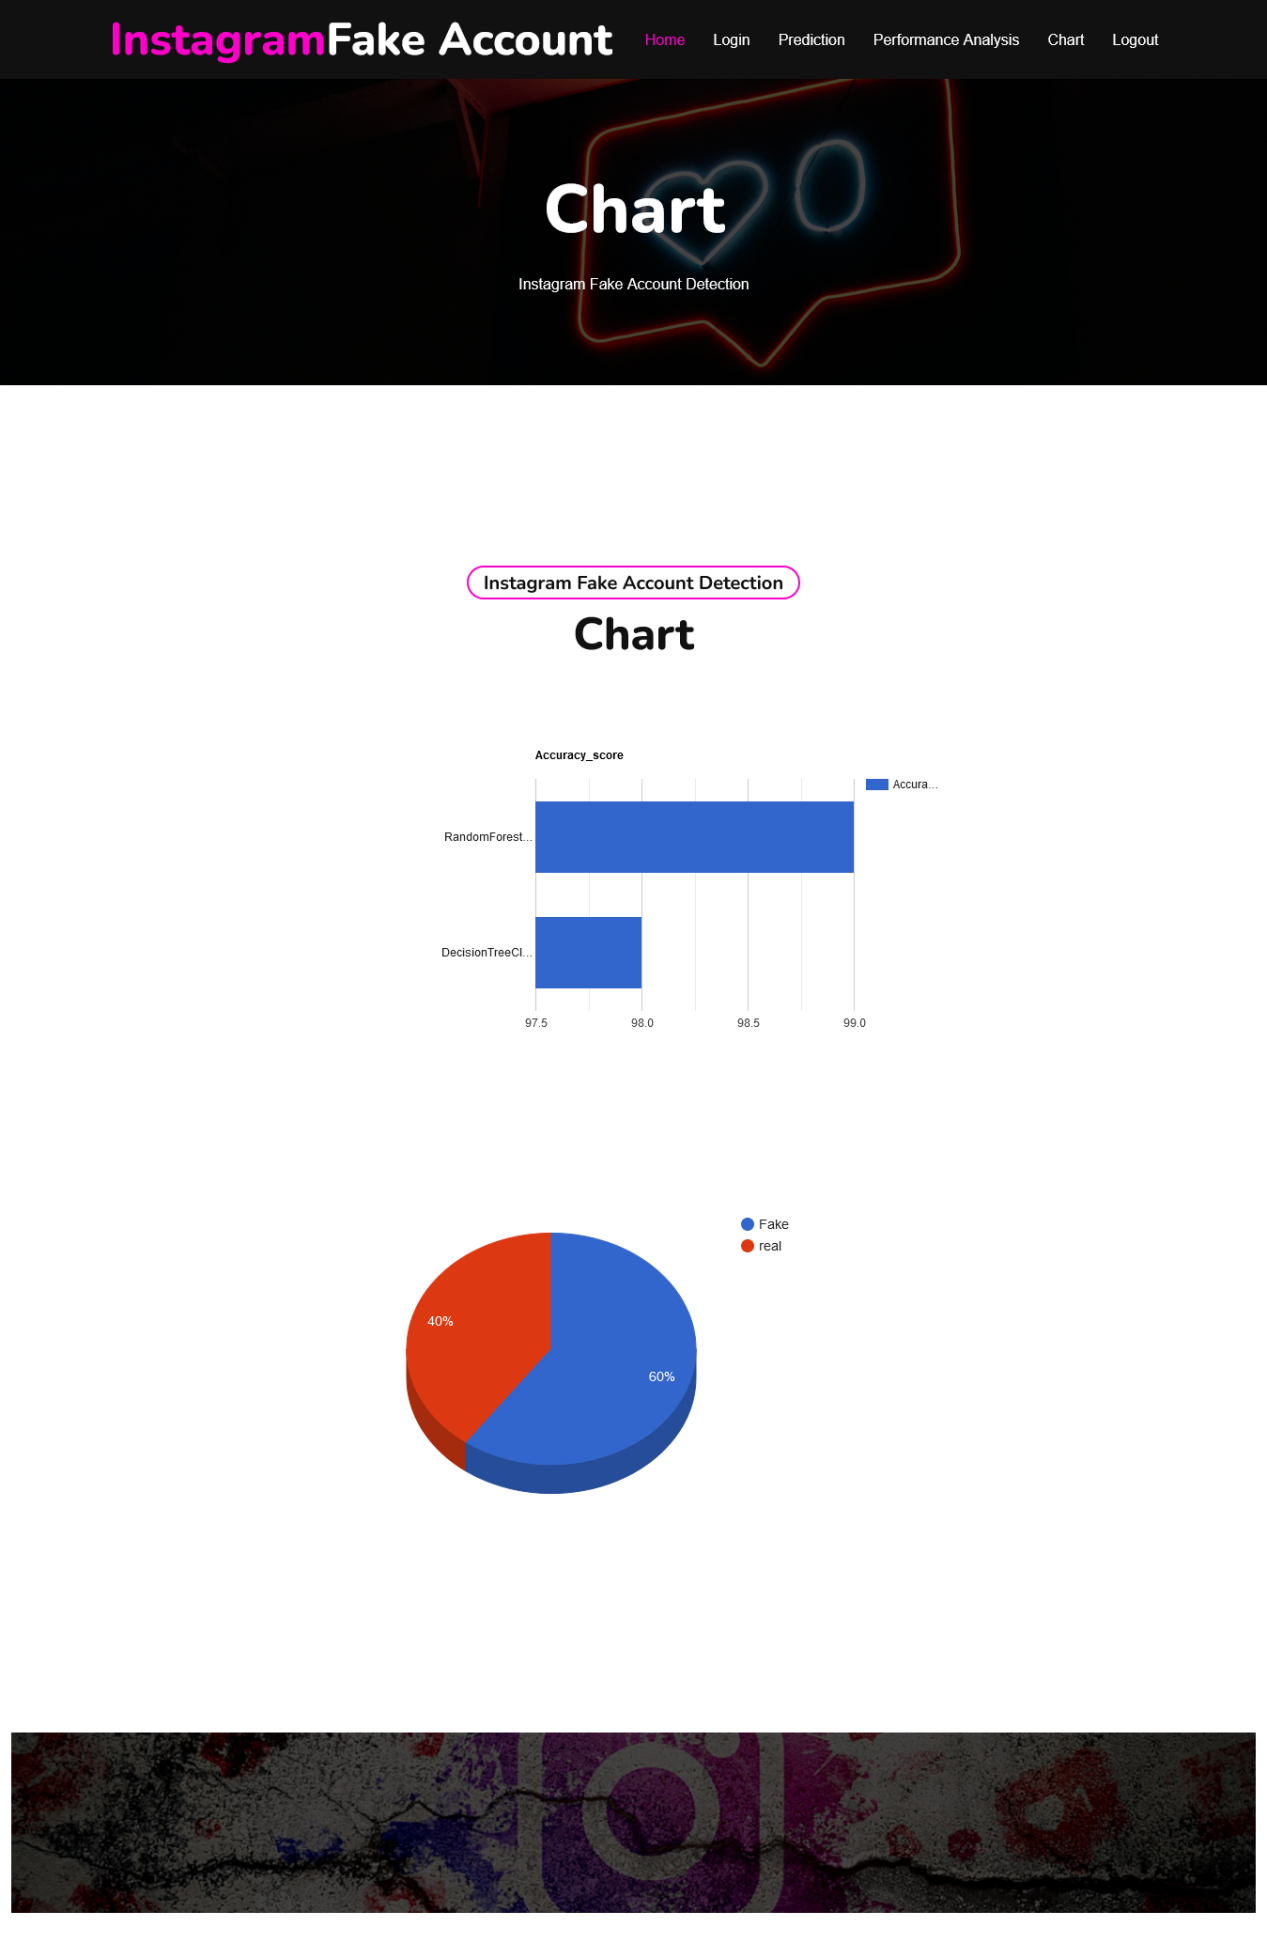 InstagramFake Account Home Login Prediction Performance Analysis Chart Logout
Chart
Instagram Fake Account Detection
Instagram Fake Account Detection
Chart
Accuracy_score
Accura...
RandomForest...
DecisionTreeCl...
97.5 98.0 98.5 99.0
Fake
real
40%
60%